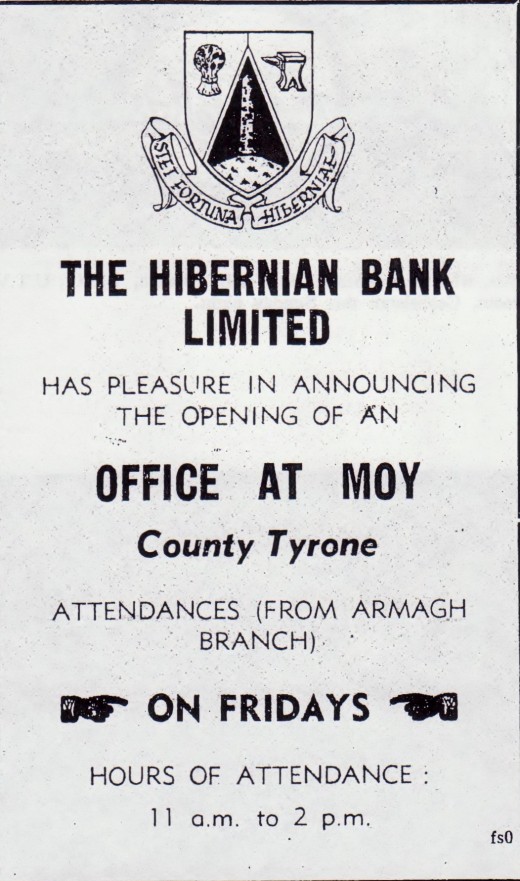 STET FORTUNA HIBERNIAE
THE HIBERNIAN BANK
LIMITED
HAS PLEASURE IN ANNOUNCING
THE OPENING OF AN
OFFICE AT MOY
County Tyrone
ATTENDANCES (FROM ARMAGH
BRANCH)
ON FRIDAYS
HOURS OF ATTENDANCE :
11 a.m. to 2 p.m.
fs0